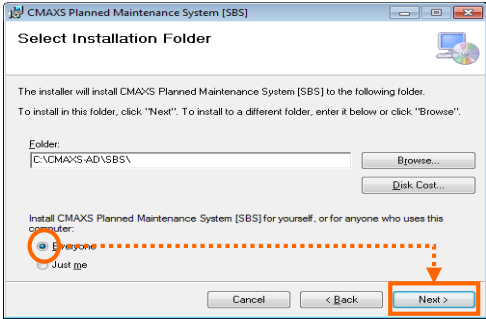 CMAXS Planned Maintenance System [SBS]
Select Installation Folder
The installer will install CMAXS Planned Maintenance System [SBS] to the following folder.
To install in this folder, click "Next". To install to a different folder, enter it below or click "Browse".
Folder:
C:\CMAXS-AD\SBS\
Browse...
Disk Cost...
Install CMAXS Planned Maintenance System [SBS] for yourself, or for anyone who uses this
computer:
Everyone
Just me
Cancel
< Back
Next >